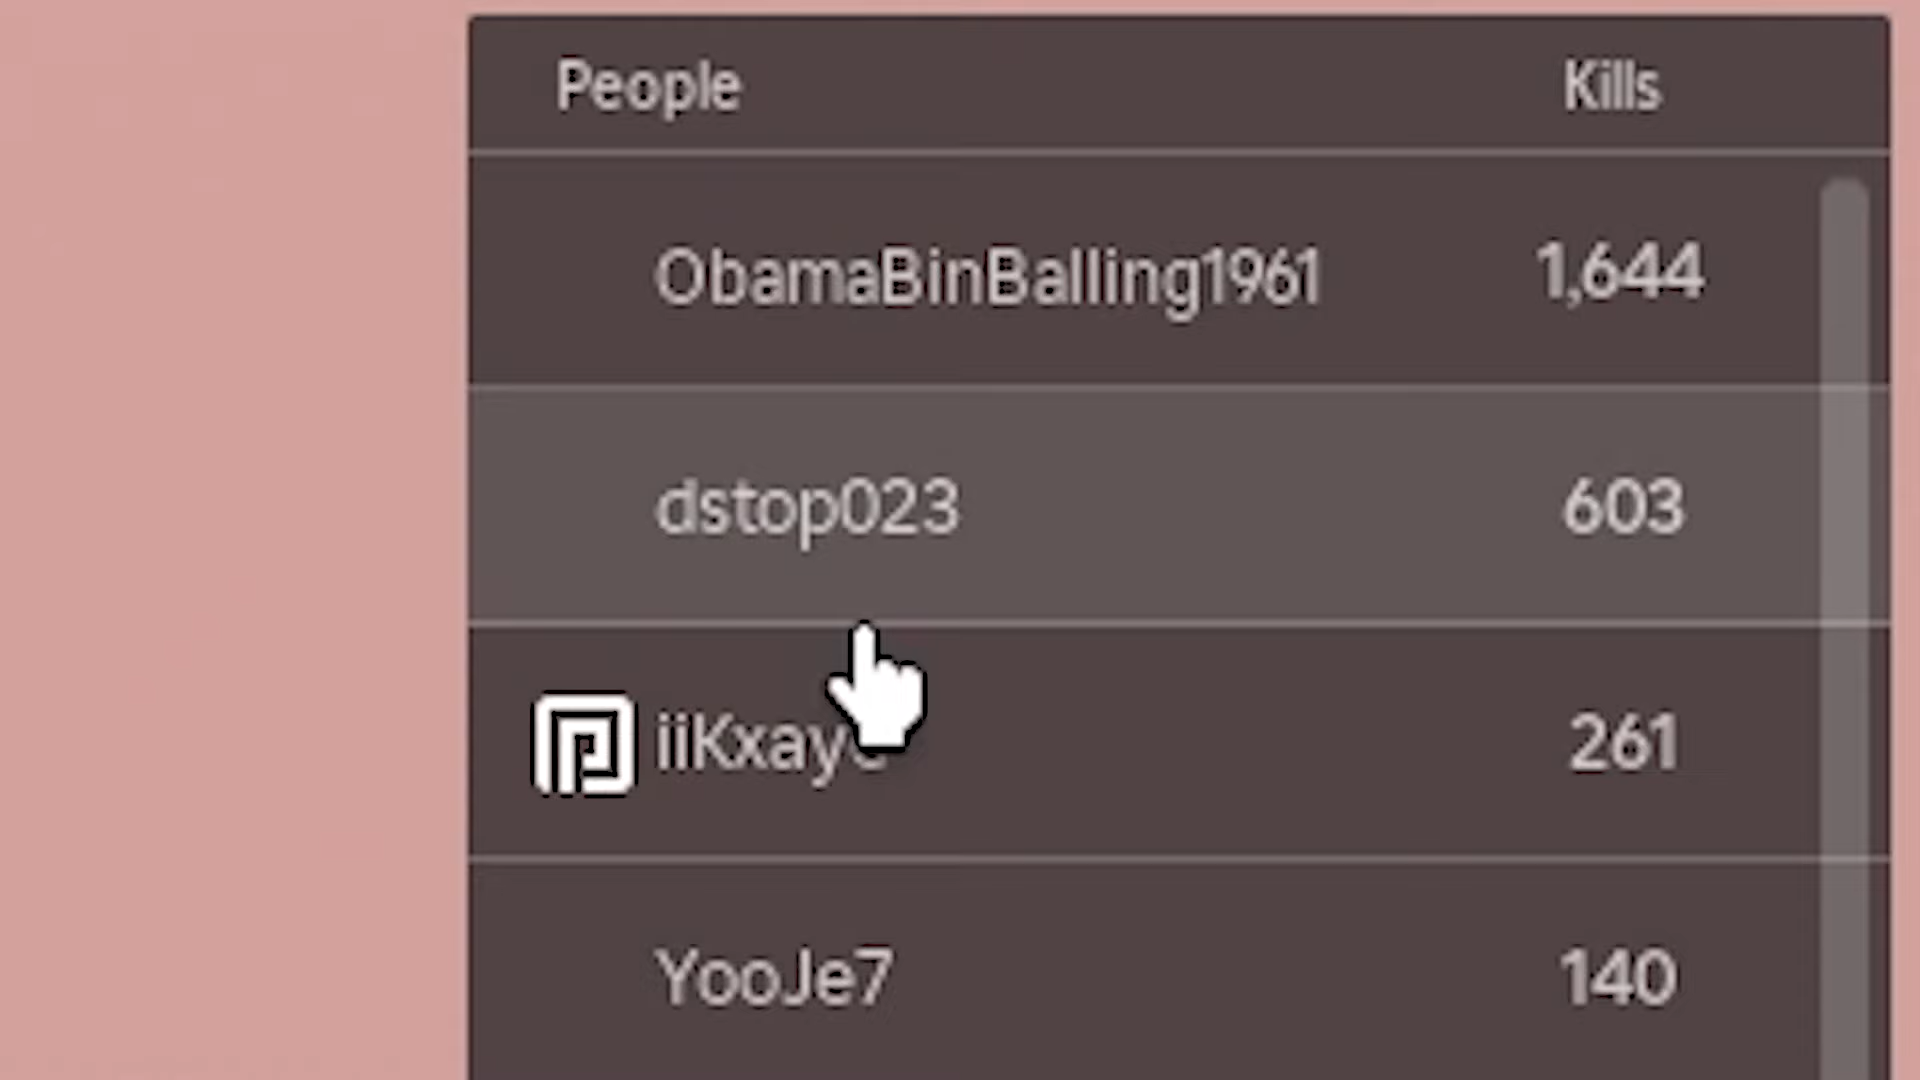 People Kills
ObamaBinBalling1961 1,644
dstop023 603
261
YooJe7 140